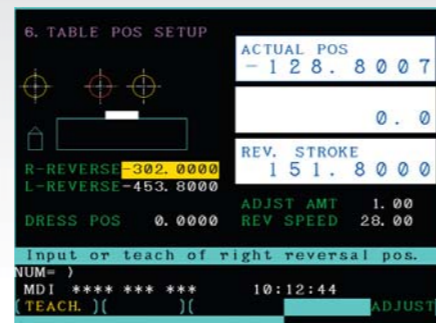 6. TABLE POS SETUP
ACTUAL POS
-128. 8007
0. 0
REV. STROKE
151. 8000
R-REVERSE-302. 0000
L-REVERSE-453. 8000
ADJST AMT 1. 00
DRESS POS 0. 0000 REV SPEED 28. 00
Input or teach of right reversal pos.
NUM= )
MDI **** *** *** 10:12:44
(TEACH. )( )( ADJUST